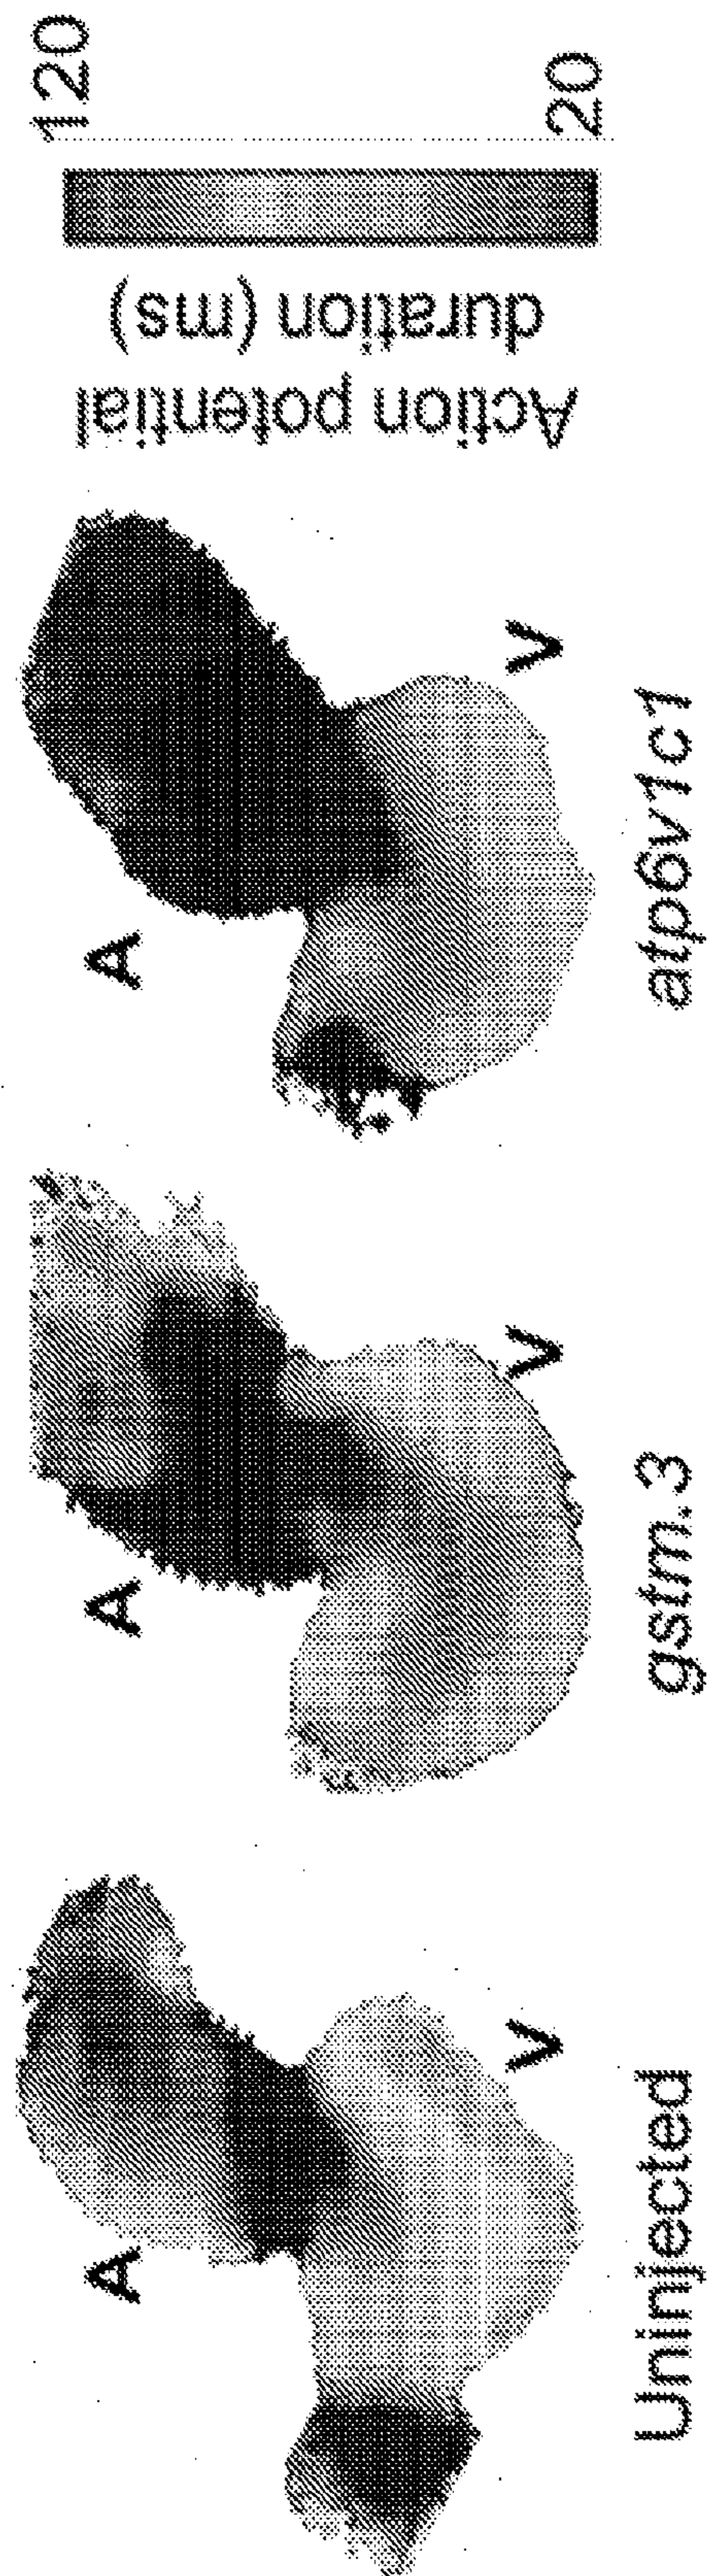 A
V
Uninjected
A
V
gstm.3
A
V
atp6v1c1
Action potential
duration (ms)
120
20